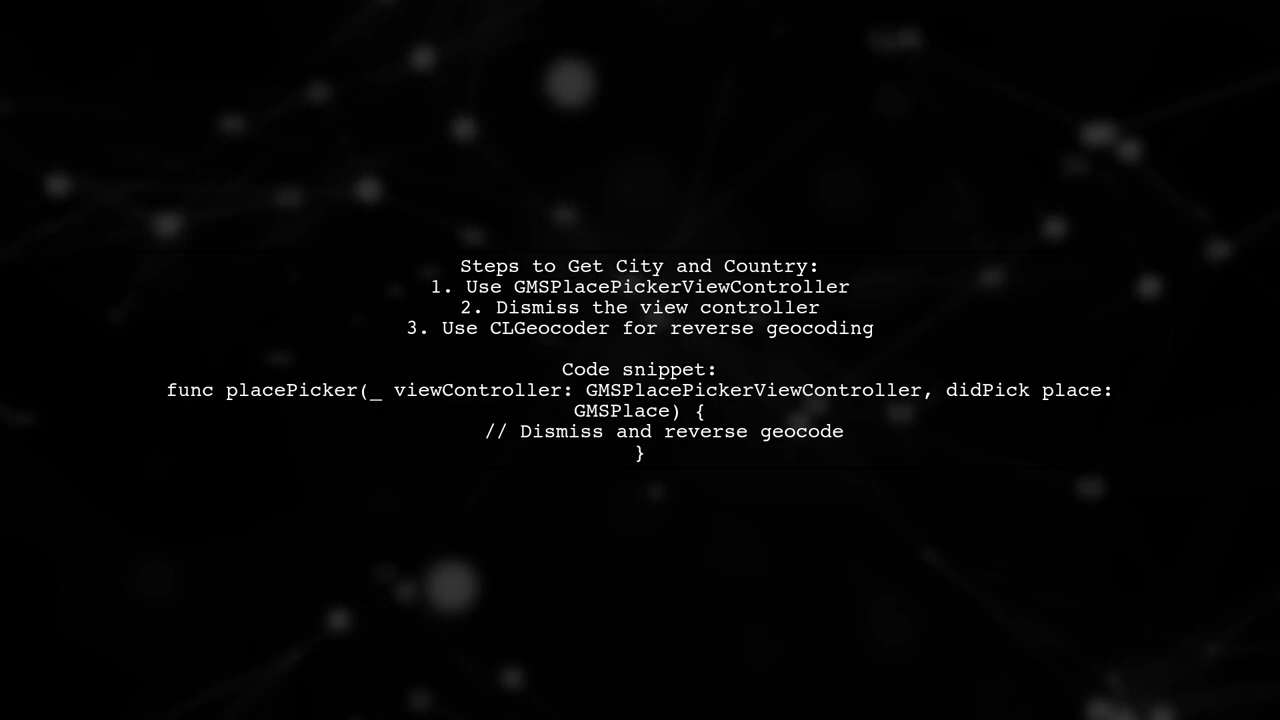 Steps to Get City and Country:
1. Use GMSPlacePickerViewController
2. Dismiss the view controller
3. Use CLGeocoder for reverse geocoding
Code snippet:
func placePicker(_ viewController: GMSPlacePickerViewController, didPick place:
GMSPlace) {
// Dismiss and reverse geocode
}